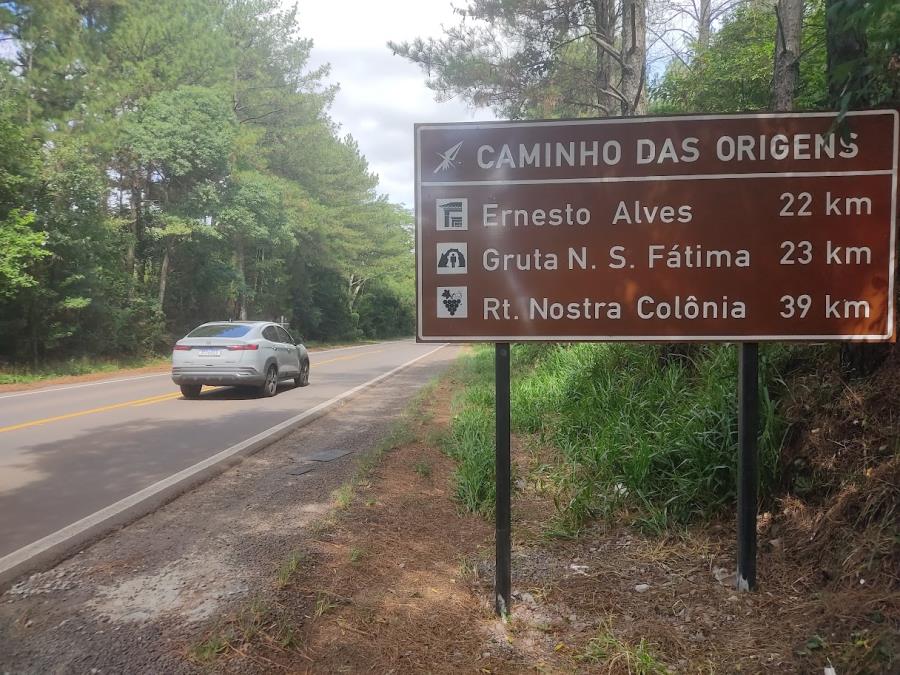 CAMINHO DAS ORIGENS
Ernesto Alves 22 km
Gruta N. S. Fátima 23 km
Rt. Nostra Colônia 39 km